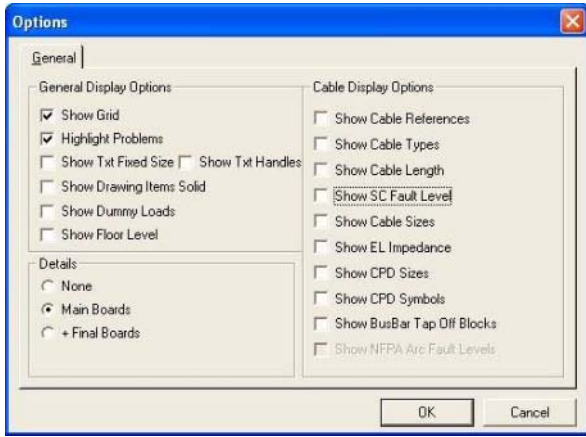 Options
General
General Display Options
Show Grid
Highlight Problems
Show Txt Fixed Size Show Txt Handles
Show Drawing Items Solid
Show Dummy Loads
Show Floor Level
Details
None
Main Boards
+ Final Boards
Cable Display Options
Show Cable References
Show Cable Types
Show Cable Length
Show SC Fault Level
Show Cable Sizes
Show EL Impedance
Show CPD Sizes
Show CPD Symbols
Show BusBar Tap Off Blocks
Show NFPA Arc Fault Levels
OK Cancel